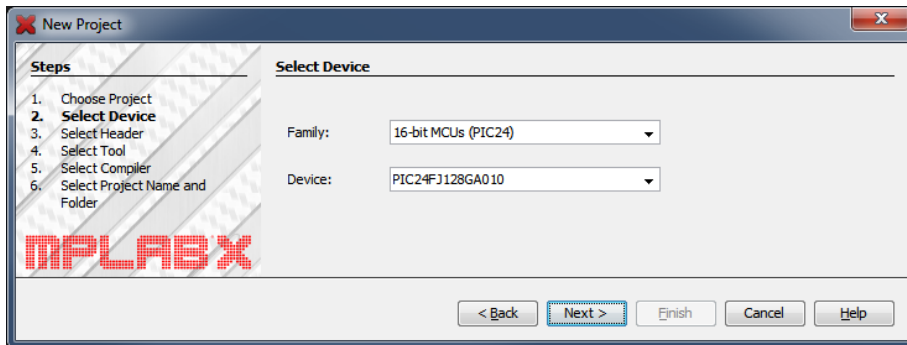 New Project
Steps
1. Choose Project
2. Select Device
3. Select Header
4. Select Tool
5. Select Compiler
6. Select Project Name and
Folder
MPLABX
Select Device
Family: 16-bit MCUs (PIC24)
Device: PIC24FJ128GA010
< Back Next > Finish Cancel Help